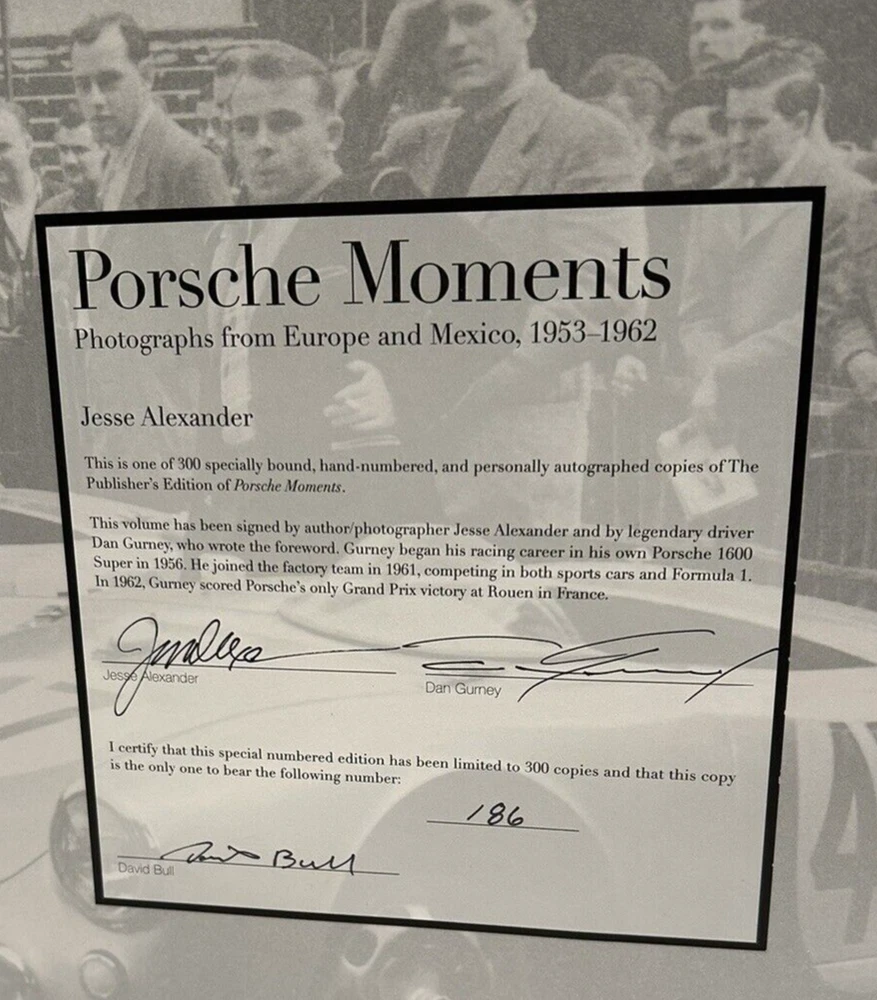 Porsche Moments
Photographs from Europe and Mexico, 1953–1962
Jesse Alexander
This is one of 300 specially bound, hand-numbered, and personally autographed copies of The
Publisher's Edition of Porsche Moments.
This volume has been signed by author/photographer Jesse Alexander and by legendary driver
Dan Gurney, who wrote the foreword. Gurney began his racing career in his own Porsche 1600
Super in 1956. He joined the factory team in 1961, competing in both sports cars and Formula 1.
In 1962, Gurney scored Porsche's only Grand Prix victory at Rouen in France.
Jesse Alexander
Dan Gurney
I certify that this special numbered edition has been limited to 300 copies and that this copy
is the only one to bear the following number:
186
David Bull
David Bull
4